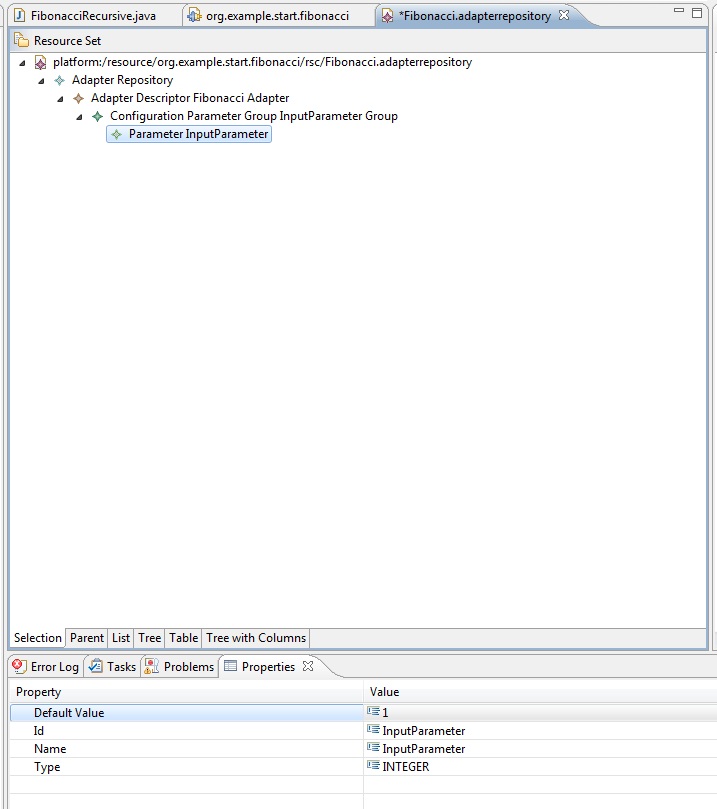 FibonacciRecursive.java org.example.start.fibonacci *Fibonacci.adapterrepository
Resource Set
platform:/resource/org.example.start.fibonacci/rsc/Fibonacci.adapterrepository
Adapter Repository
Adapter Descriptor Fibonacci Adapter
Configuration Parameter Group InputParameter Group
Parameter InputParameter
Selection Parent List Tree Table Tree with Columns
Error Log Tasks Problems Properties
Property Value
Default Value 1
Id InputParameter
Name InputParameter
Type INTEGER